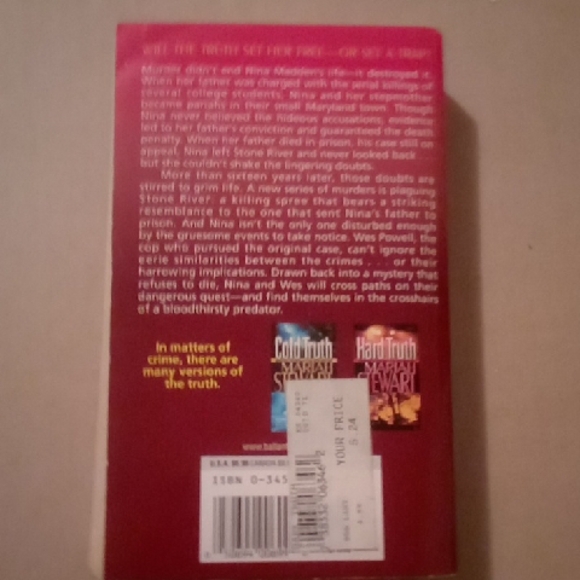 WILL THE TRUTH SET HER FREE—OR SET A TRAP?
Murder didn't end Nina Madden's life—it destroyed it.
When her father was charged with the serial killings of
several college students, Nina and her stepmother
became pariahs in their small Maryland town. Though
Nina never believed the hideous accusations, evidence
led to her father's conviction and guaranteed the death
penalty. When her father died in prison, his case still on
appeal, Nina left Stone River and never looked back . . .
but she couldn't shake the lingering doubts.
More than sixteen years later, those doubts are
stirred to grim life. A new series of murders is plaguing
Stone River: a killing spree that bears a striking
resemblance to the one that sent Nina's father to
prison. And Nina isn't the only one disturbed enough
by the gruesome events to take notice. Wes Powell, the
cop who pursued the original case, can't ignore the
eerie similarities between the crimes . . . or their
harrowing implications. Drawn back into a mystery that
refuses to die, Nina and Wes will cross paths on their
dangerous quest—and find themselves in the crosshairs
of a bloodthirsty predator.
In matters of
crime, there are
many versions of
the truth.
Cold Truth
MARIAH
Hard Truth
MARIAH
STEWART
www.ballan
U.S.A.
ISBN 0-345
YOUR PRICE
5.24